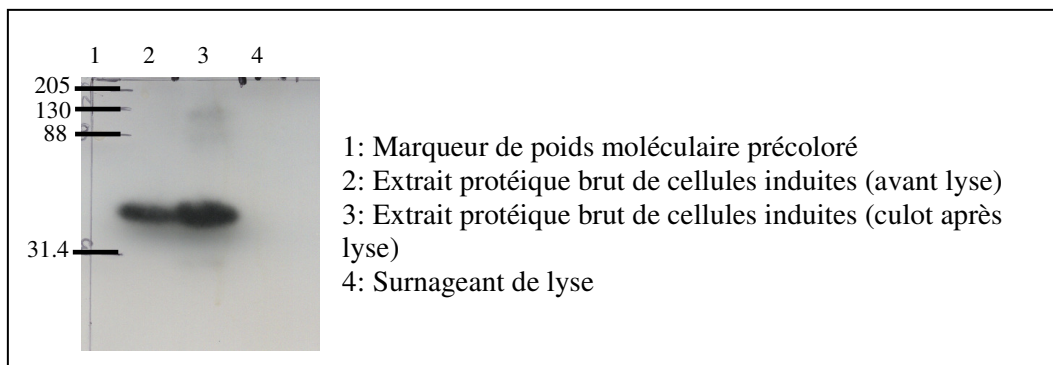 1 2 3 4
205
130
88
31.4
1: Marqueur de poids moléculaire précoloré
2: Extrait protéique brut de cellules induites (avant lyse)
3: Extrait protéique brut de cellules induites (culot après
lyse)
4: Surnageant de lyse